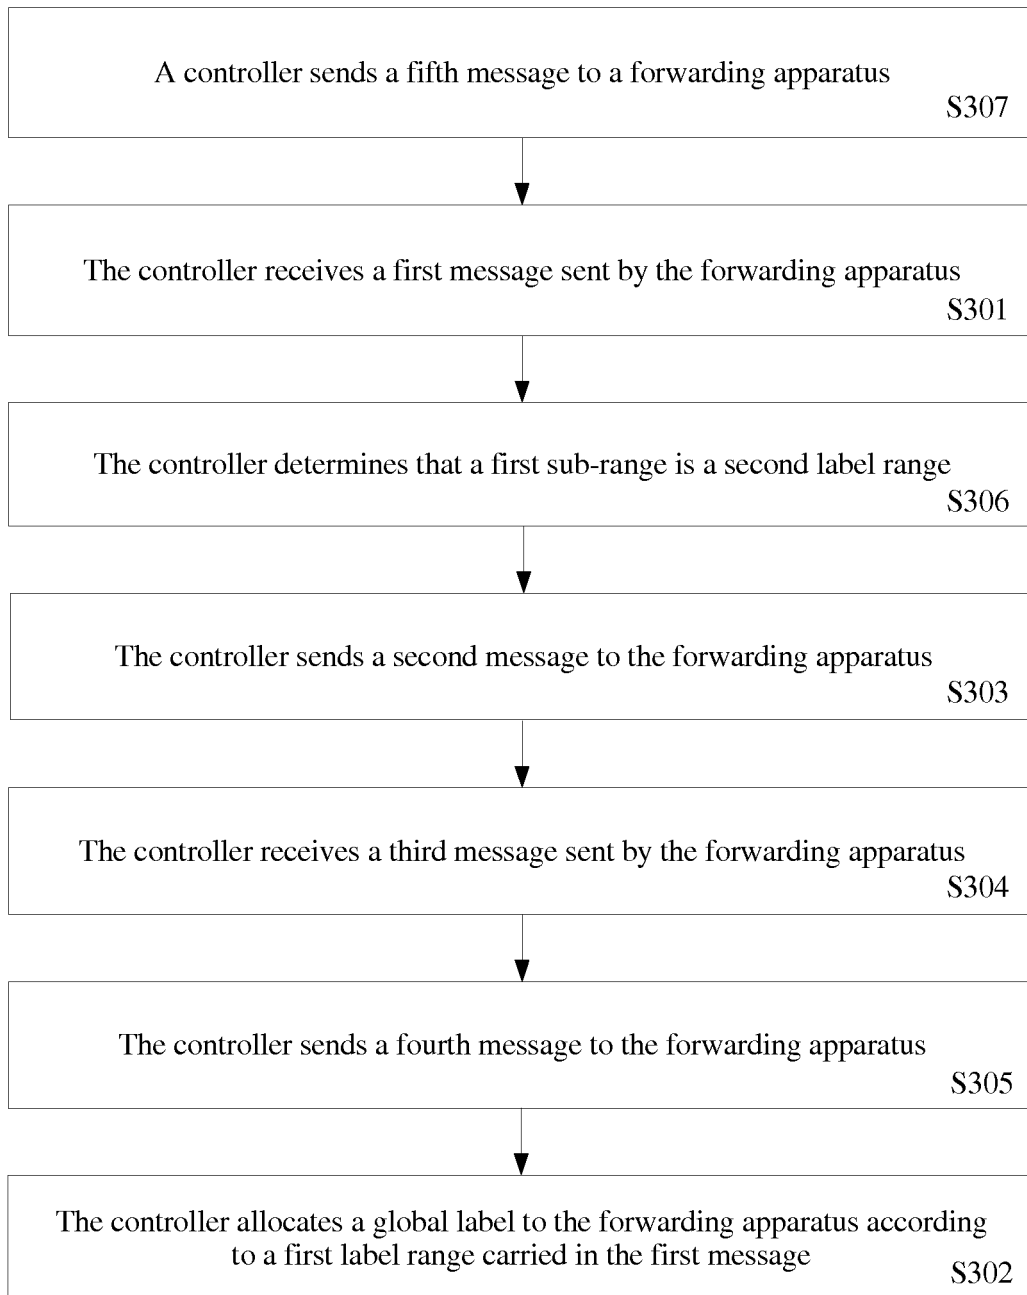 A controller sends a fifth message to a forwarding apparatus
S307
The controller receives a first message sent by the forwarding apparatus
S301
The controller determines that a first sub-range is a second label range
S306
The controller sends a second message to the forwarding apparatus
S303
The controller receives a third message sent by the forwarding apparatus
S304
The controller sends a fourth message to the forwarding apparatus
S305
The controller allocates a global label to the forwarding apparatus according
to a first label range carried in the first message
S302